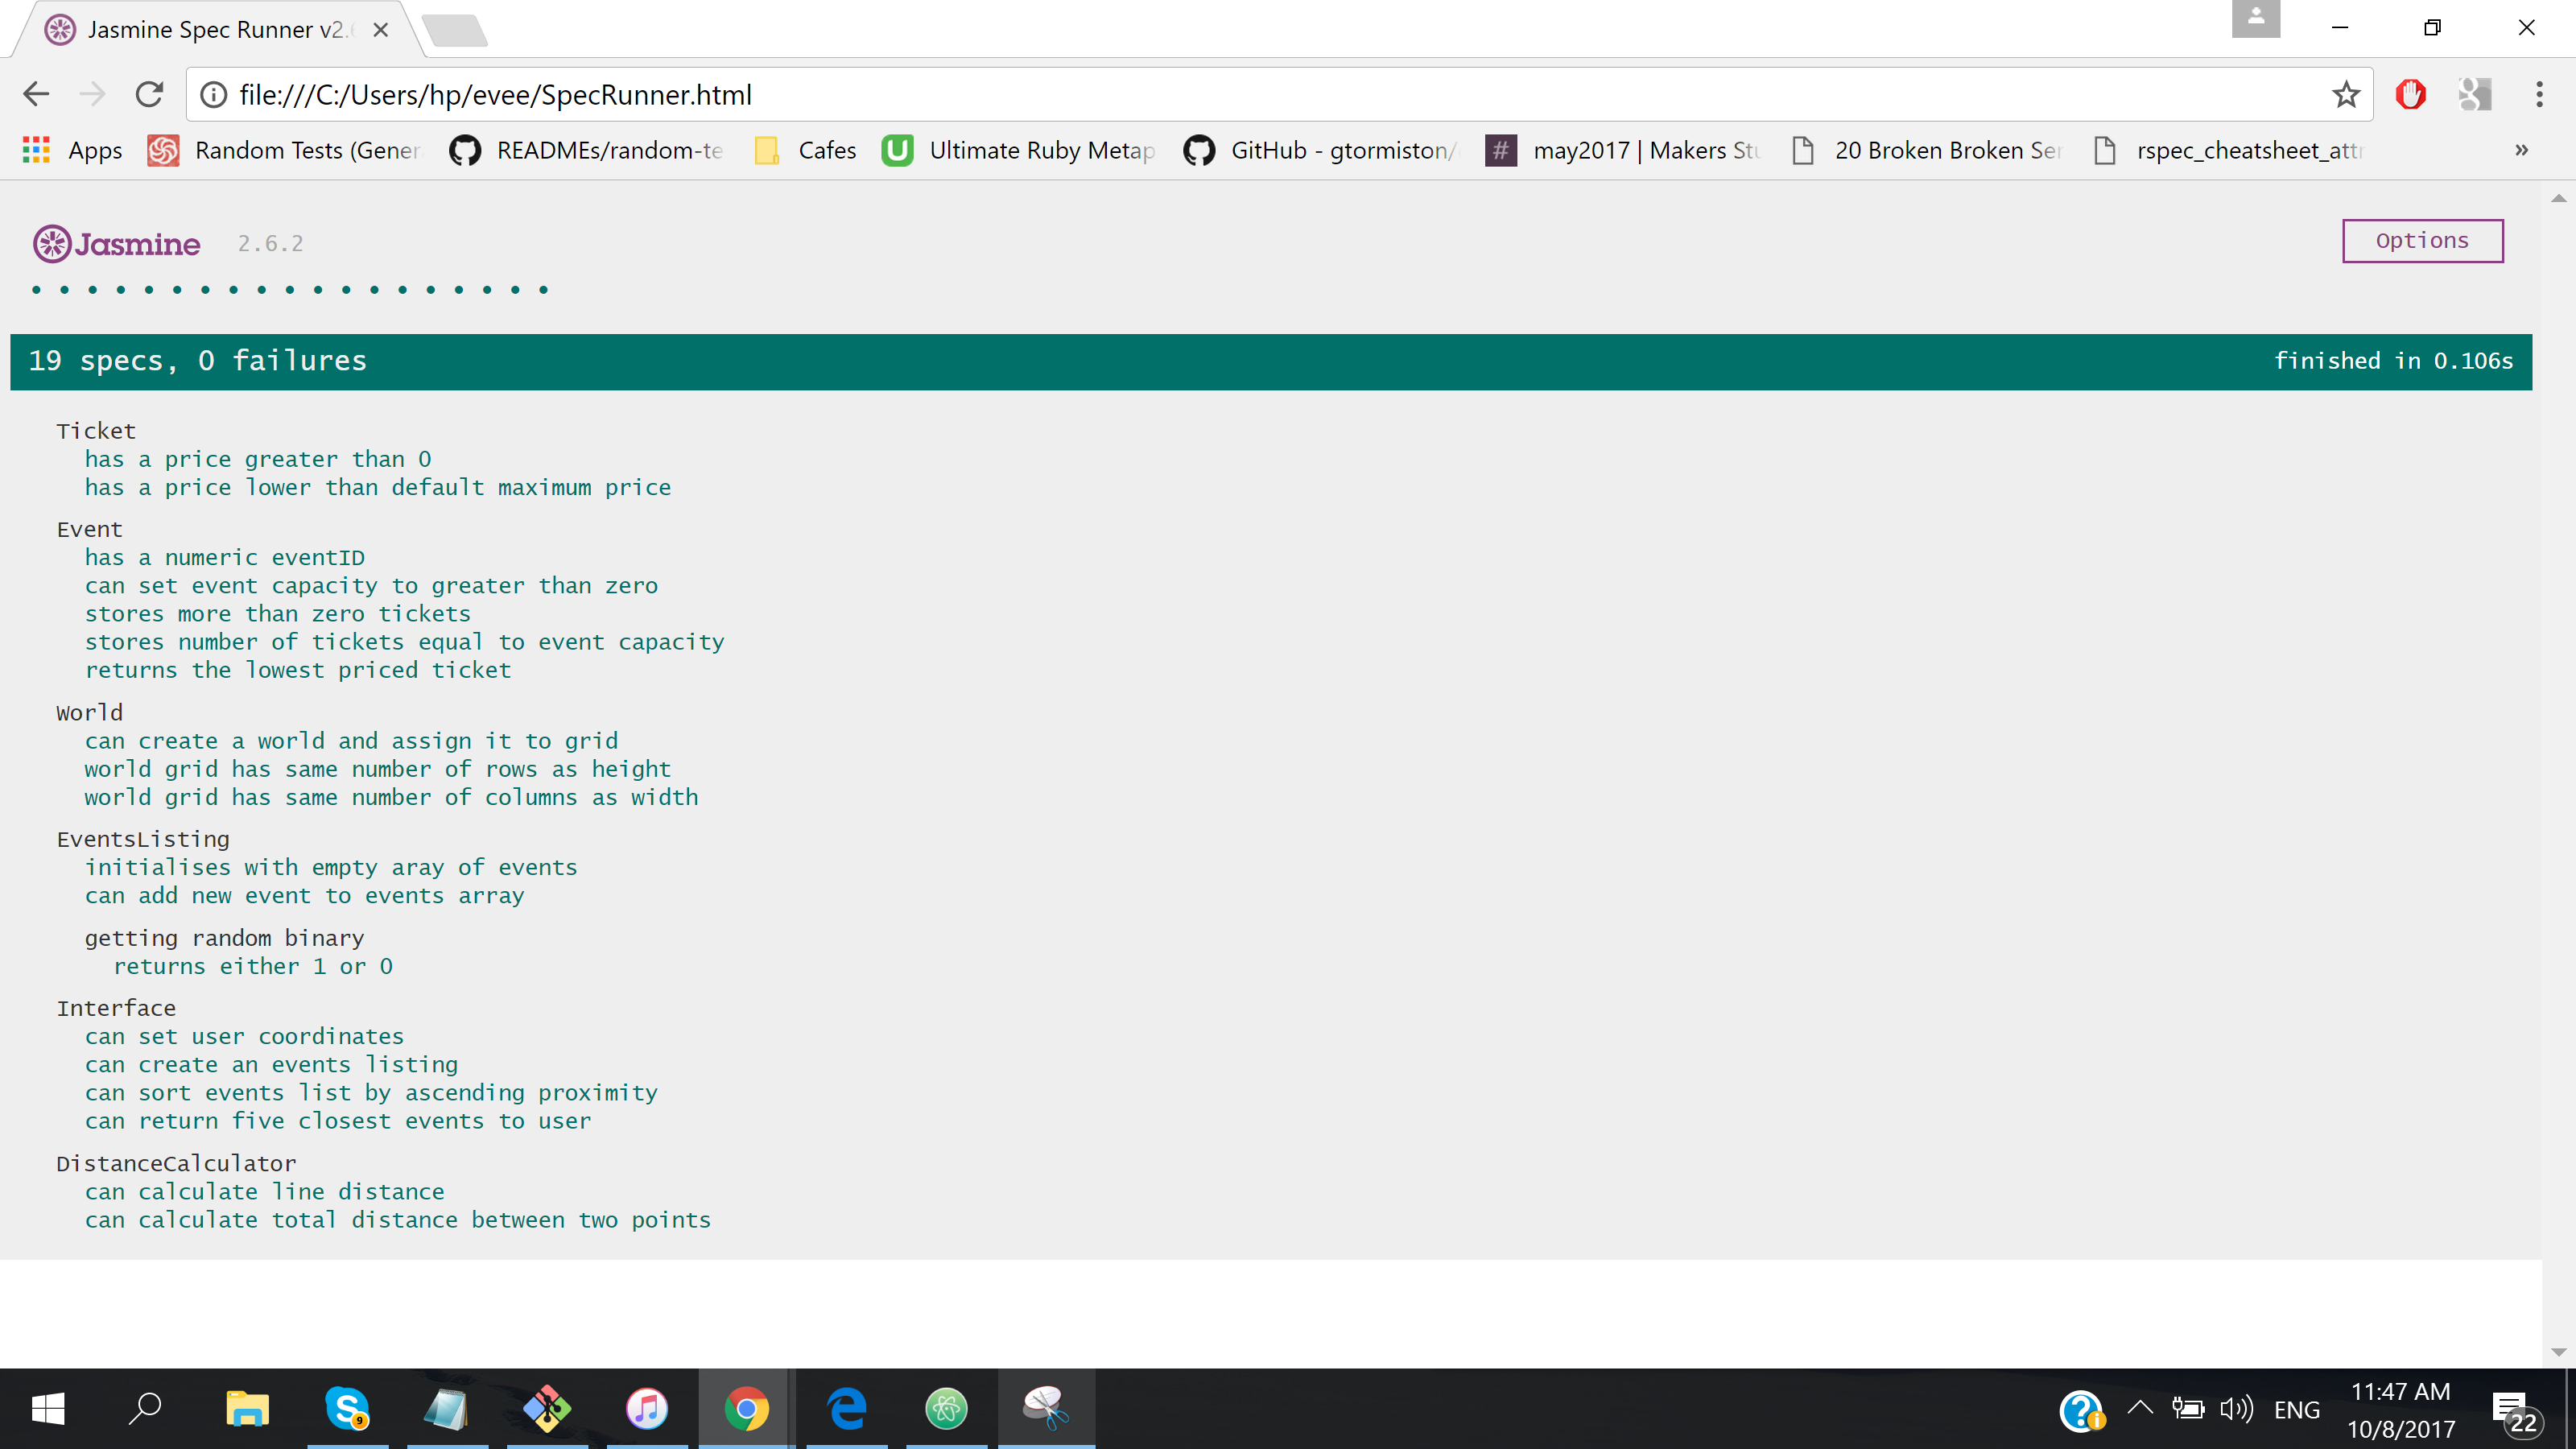 Jasmine Spec Runner v2.
file:///C:/Users/hp/evee/SpecRunner.html
Apps
Random Tests (Gener
READMEs/random-te
Cafes
Ultimate Ruby Metap
GitHub - gtormiston/
may2017 | Makers Stu
20 Broken Broken Ser
rspec_cheatsheet_attr
»
Jasmine 2.6.2
Options
19 specs, 0 failures
finished in 0.106s
Ticket
has a price greater than 0
has a price lower than default maximum price
Event
has a numeric eventID
can set event capacity to greater than zero
stores more than zero tickets
stores number of tickets equal to event capacity
returns the lowest priced ticket
World
can create a world and assign it to grid
world grid has same number of rows as height
world grid has same number of columns as width
EventsListing
initialises with empty aray of events
can add new event to events array
getting random binary
returns either 1 or 0
Interface
can set user coordinates
can create an events listing
can sort events list by ascending proximity
can return five closest events to user
DistanceCalculator
can calculate line distance
can calculate total distance between two points
9
ENG
11:47 AM
10/8/2017
22